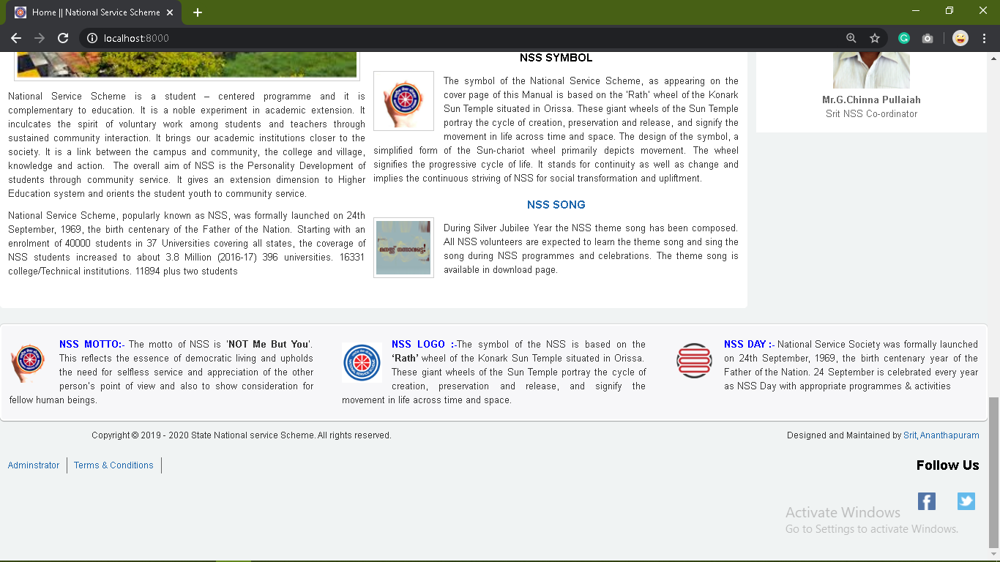 Home || National Service Scheme
localhost:8000
National Service Scheme is a student – centered programme and it is
complementary to education. It is a noble experiment in academic extension. It
inculcates the spirit of voluntary work among students and teachers through
sustained community interaction. It brings our academic institutions closer to the
society. It is a link between the campus and community, the college and village,
knowledge and action. The overall aim of NSS is the Personality Development of
students through community service. It gives an extension dimension to Higher
Education system and orients the student youth to community service.
National Service Scheme, popularly known as NSS, was formally launched on 24th
September, 1969, the birth centenary of the Father of the Nation. Starting with an
enrolment of 40000 students in 37 Universities covering all states, the coverage of
NSS students increased to about 3.8 Million (2016-17) 396 universities. 16331
college/Technical institutions. 11894 plus two students
NSS SYMBOL
The symbol of the National Service Scheme, as appearing on the
cover page of this Manual is based on the 'Rath' wheel of the Konark
Sun Temple situated in Orissa. These giant wheels of the Sun Temple
portray the cycle of creation, preservation and release, and signify the
movement in life across time and space. The design of the symbol, a
simplified form of the Sun-chariot wheel primarily depicts movement. The wheel
signifies the progressive cycle of life. It stands for continuity as well as change and
implies the continuous striving of NSS for social transformation and upliftment.
NSS SONG
During Silver Jubilee Year the NSS theme song has been composed.
All NSS volunteers are expected to learn the theme song and sing the
song during NSS programmes and celebrations. The theme song is
available in download page.
Mr.G.Chinna Pullaiah
Srit NSS Co-ordinator
NSS MOTTO:- The motto of NSS is 'NOT Me But You'.
This reflects the essence of democratic living and upholds
the need for selfless service and appreciation of the other
person's point of view and also to show consideration for
fellow human beings.
NSS LOGO :-The symbol of the NSS is based on the
‘Rath’ wheel of the Konark Sun Temple situated in Orissa.
These giant wheels of the Sun Temple portray the cycle of
creation, preservation and release, and signify the
movement in life across time and space.
NSS DAY :- National Service Society was formally launched
on 24th September, 1969, the birth centenary year of the
Father of the Nation. 24 September is celebrated every year
as NSS Day with appropriate programmes & activities
Copyright © 2019 - 2020 State National service Scheme. All rights reserved.
Designed and Maintained by Srit, Ananthapuram
Adminstrator
Terms & Conditions
Follow Us
Activate Windows
Go to Settings to activate Windows.